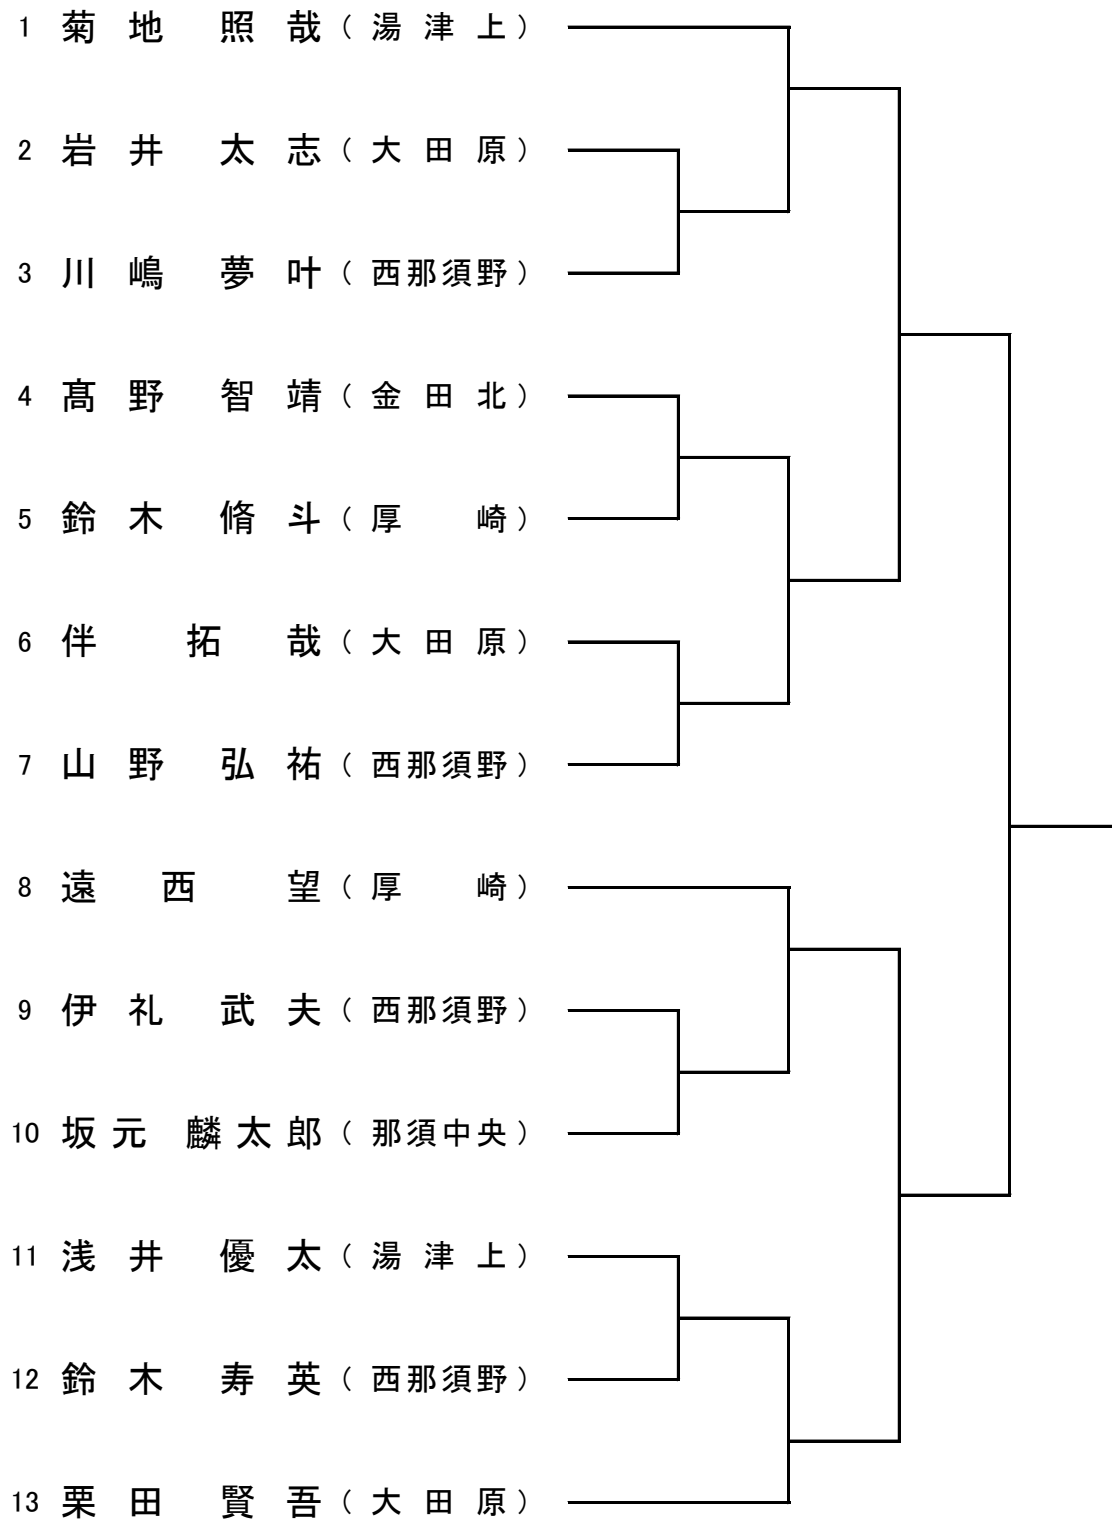 1 菊地 照哉（湯津上）
2 岩井 太志（大田原）
3 川嶋 夢叶（西那須野）
4 髙野 智靖（金田北）
5 鈴木 脩斗（厚崎）
6 伴 拓哉（大田原）
7 山野 弘祐（西那須野）
8 遠西 望（厚崎）
9 伊礼 武夫（西那須野）
10 坂元 麟太郎（那須中央）
11 浅井 優太（湯津上）
12 鈴木 寿英（西那須野）
13 栗田 賢吾（大田原）